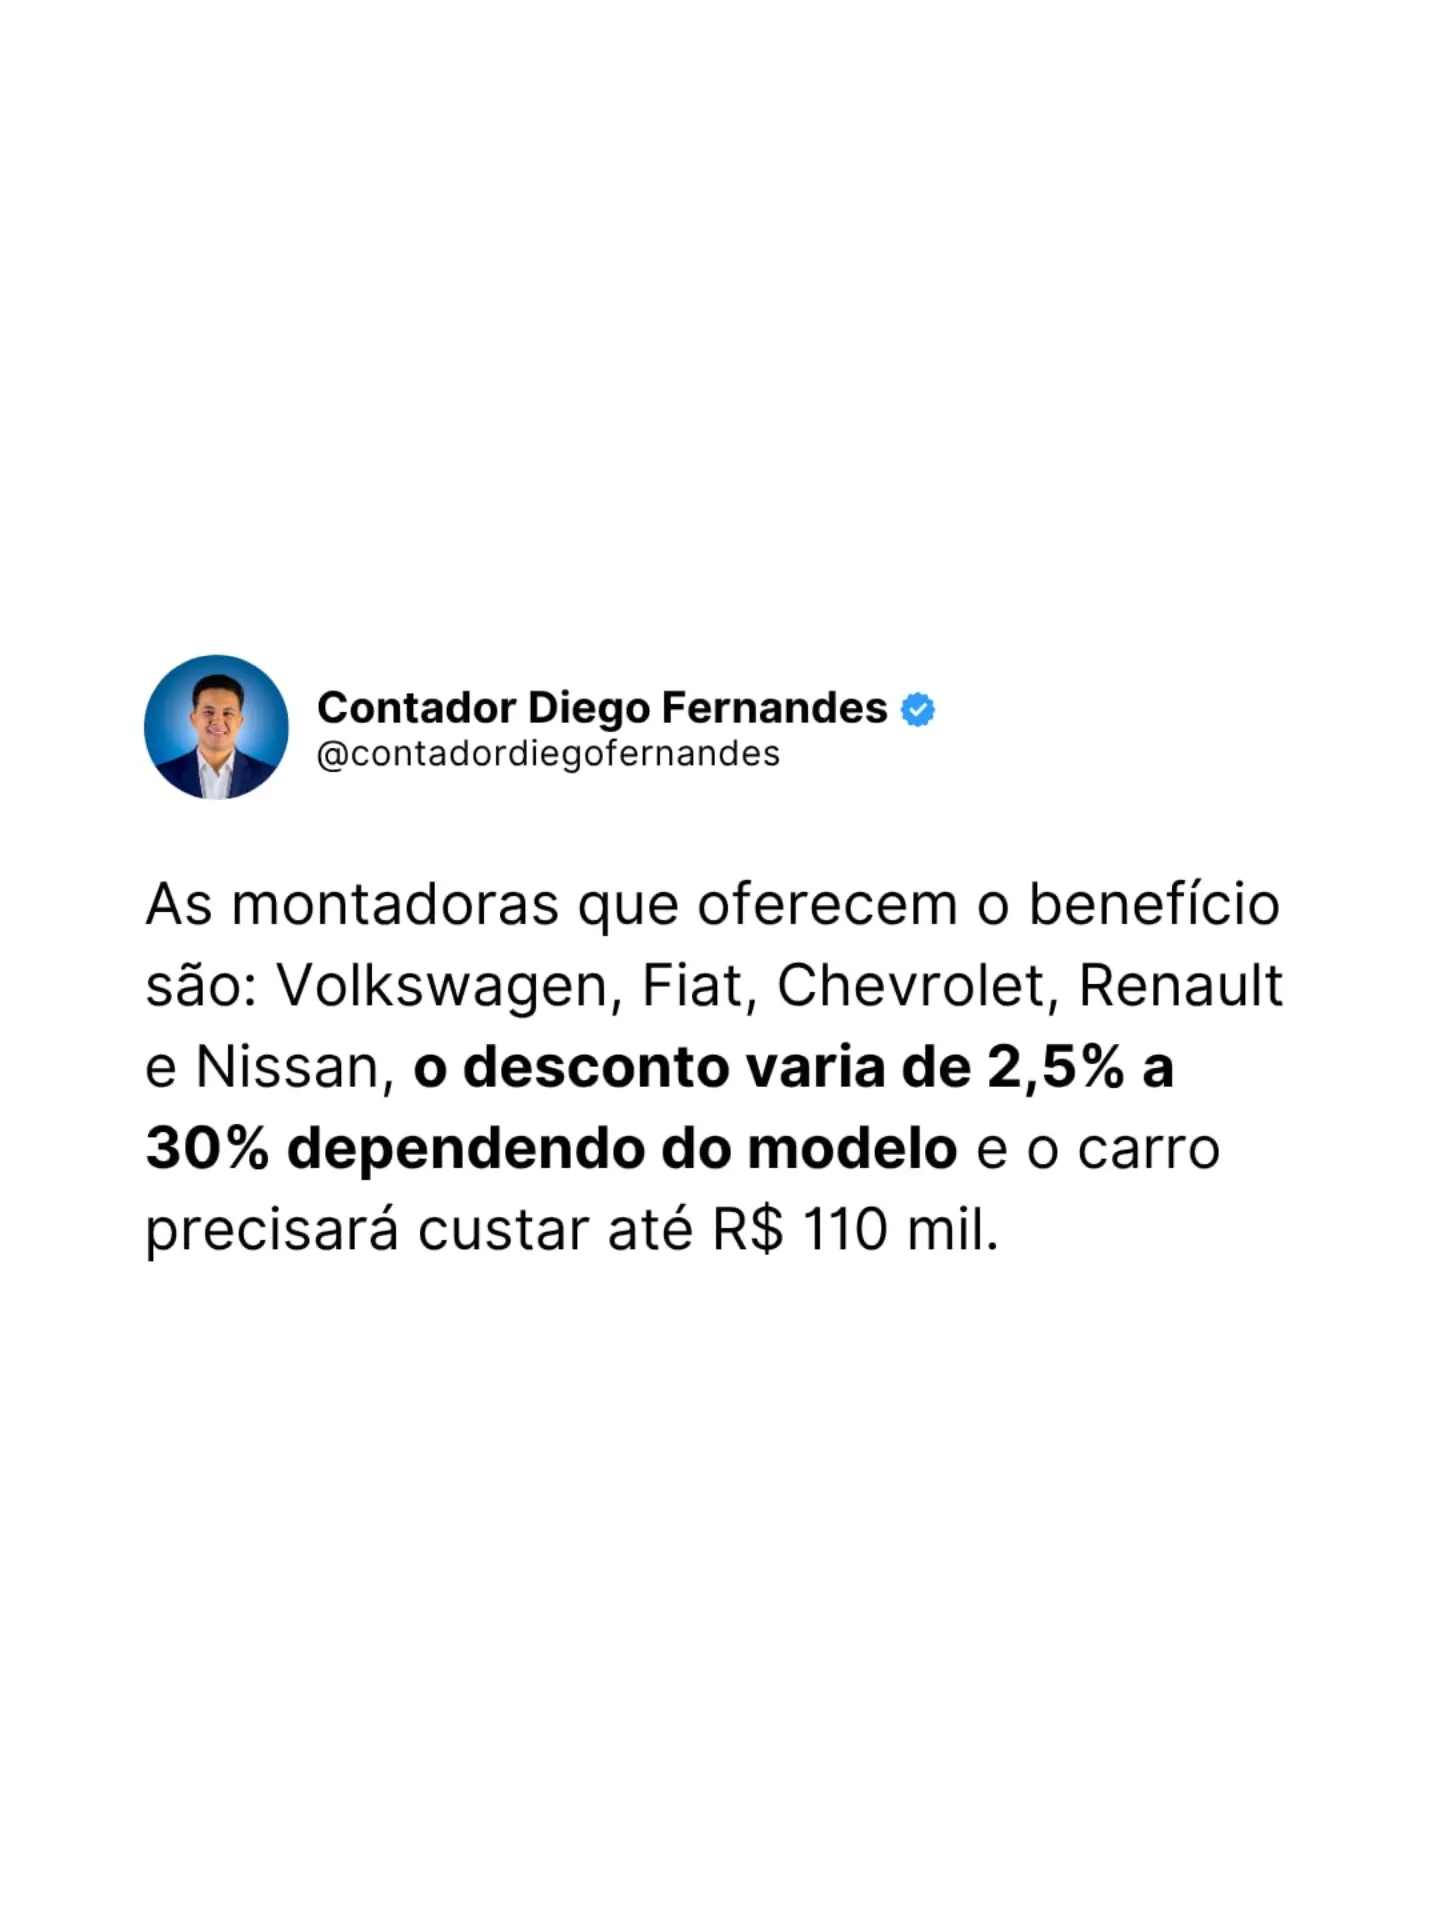 Contador Diego Fernandes
@contadordiegofernandes
As montadoras que oferecem o benefício
são: Volkswagen, Fiat, Chevrolet, Renault
e Nissan, o desconto varia de 2,5% a
30% dependendo do modelo e o carro
precisará custar até R$ 110 mil.